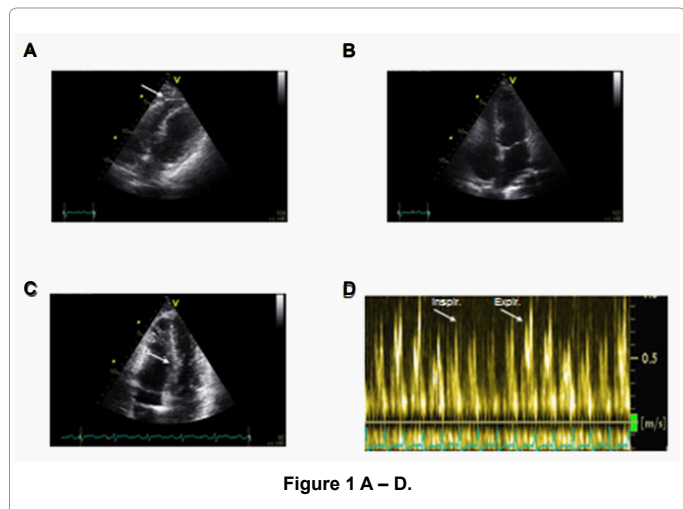 A
B
V
V
C
D
V
Inspir.
Expir.
0.5
[m/s]
Figure 1 A – D.